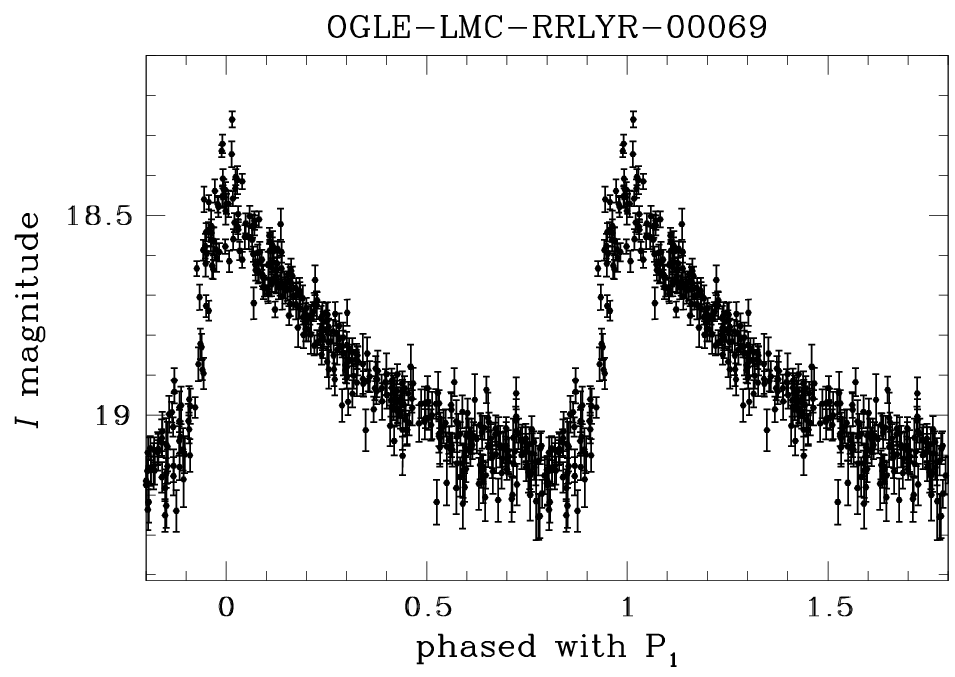 OGLE-LMC-RRLYR-00069
18.5
19
I magnitude
0 0.5 1 1.5
phased with P1